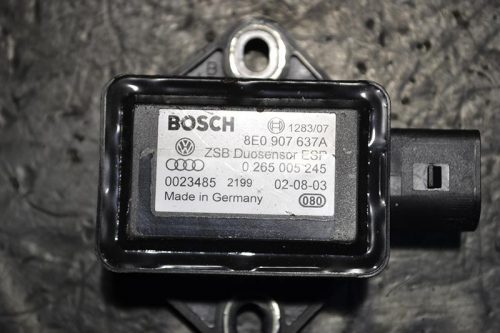 BOSCH 1283/07
8E0 907 637A
ZSB Duosensor ESP
0 265 005 245
0023485 2199 02-08-03
Made in Germany 080